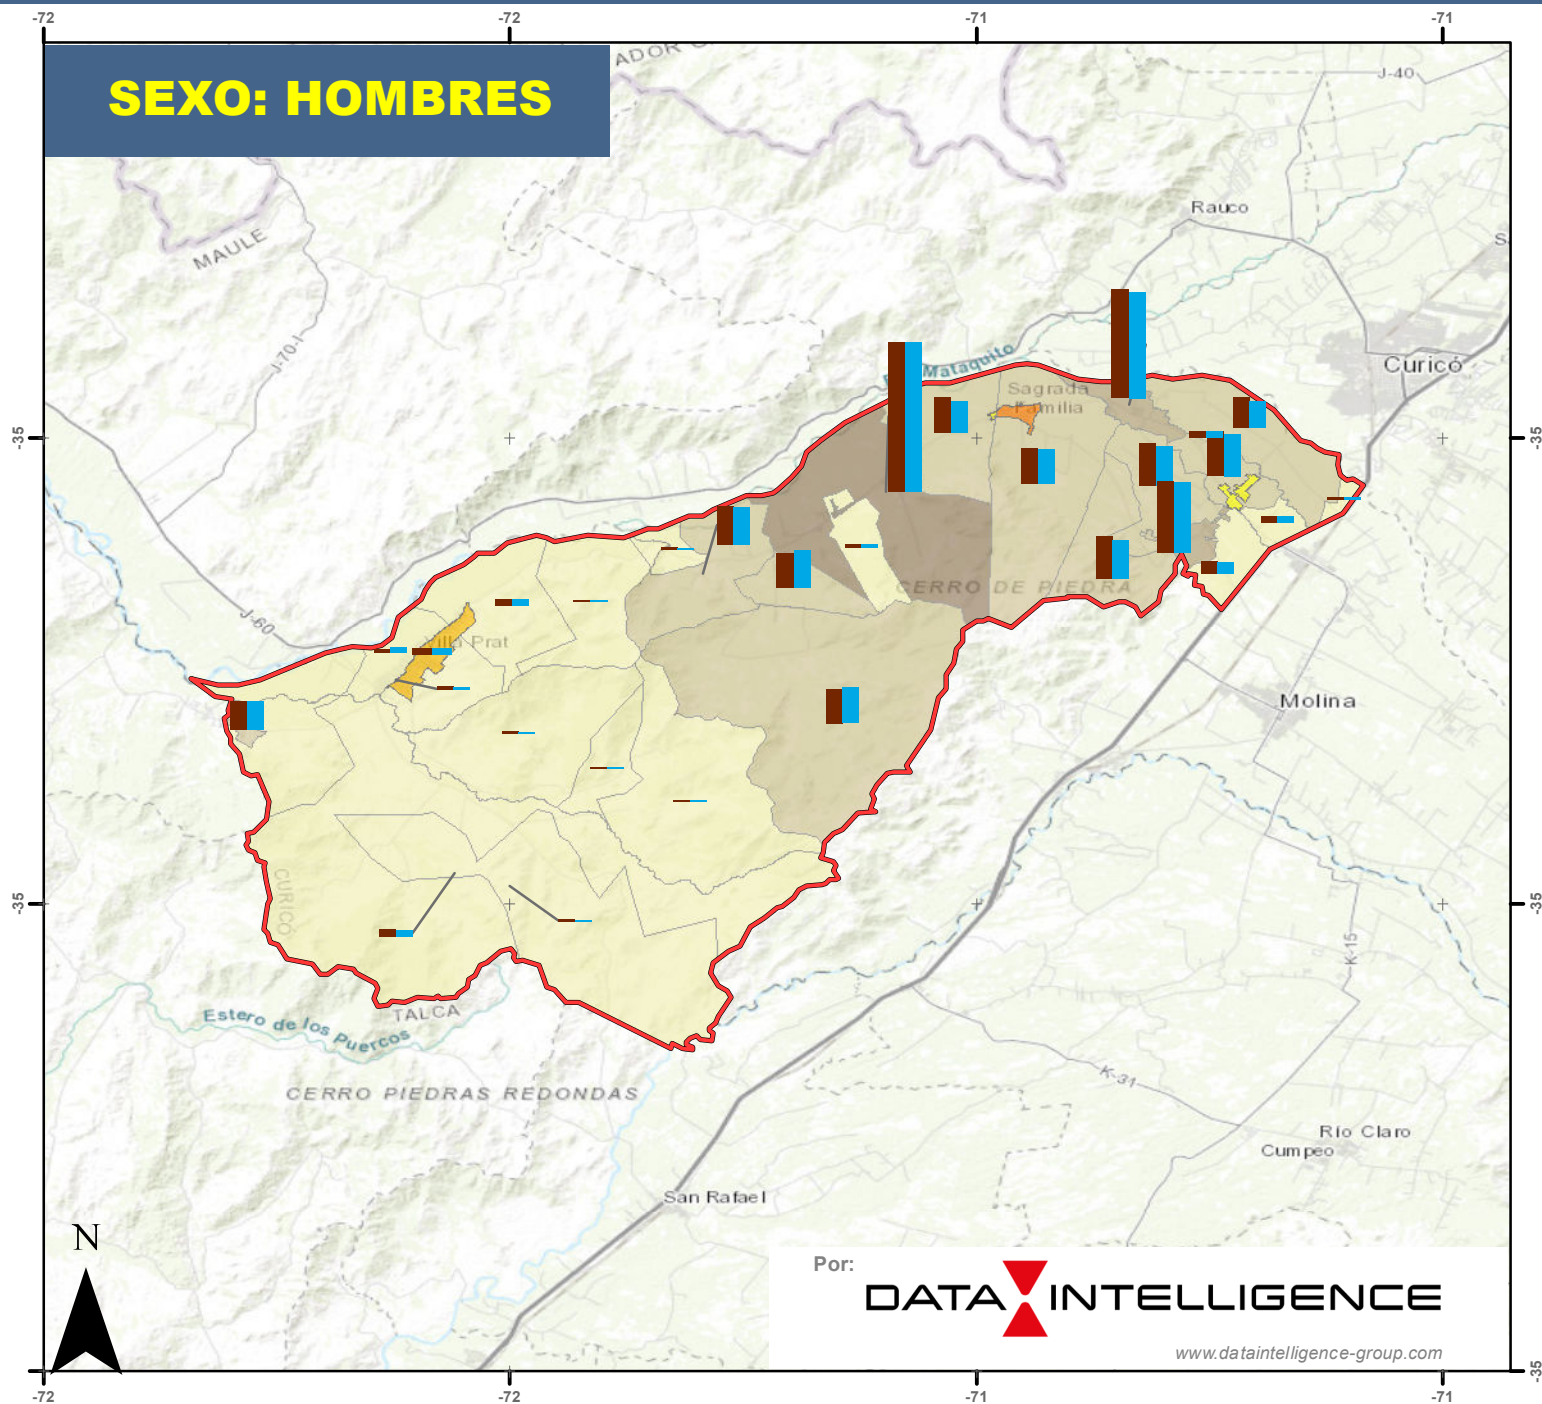 -72
-72
-71
-71
SEXO: HOMBRES
J-40
Rauco
MAULE
J-70-I
Mataquito
Curicó
Sagrada
Familia
-35
-35
CERRO DE PIEDRA
J-60
Villa Prat
Molina
CURICÓ
-35
-35
K-15
TALCA
Estero de los Puercos
CERRO PIEDRAS REDONDAS
K-31
Río Claro
Cumpeo
San Rafael
N
Por:
DATA INTELLIGENCE
www.dataintelligence-group.com
-35
-72
-72
-71
-71